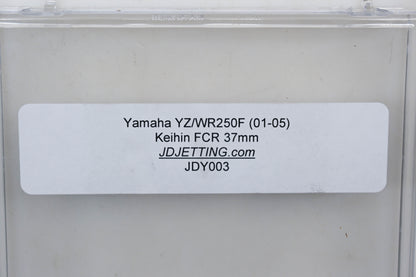 Yamaha YZ/WR250F (01-05)
Keihin FCR 37mm
JDJETTING.com
JDY003